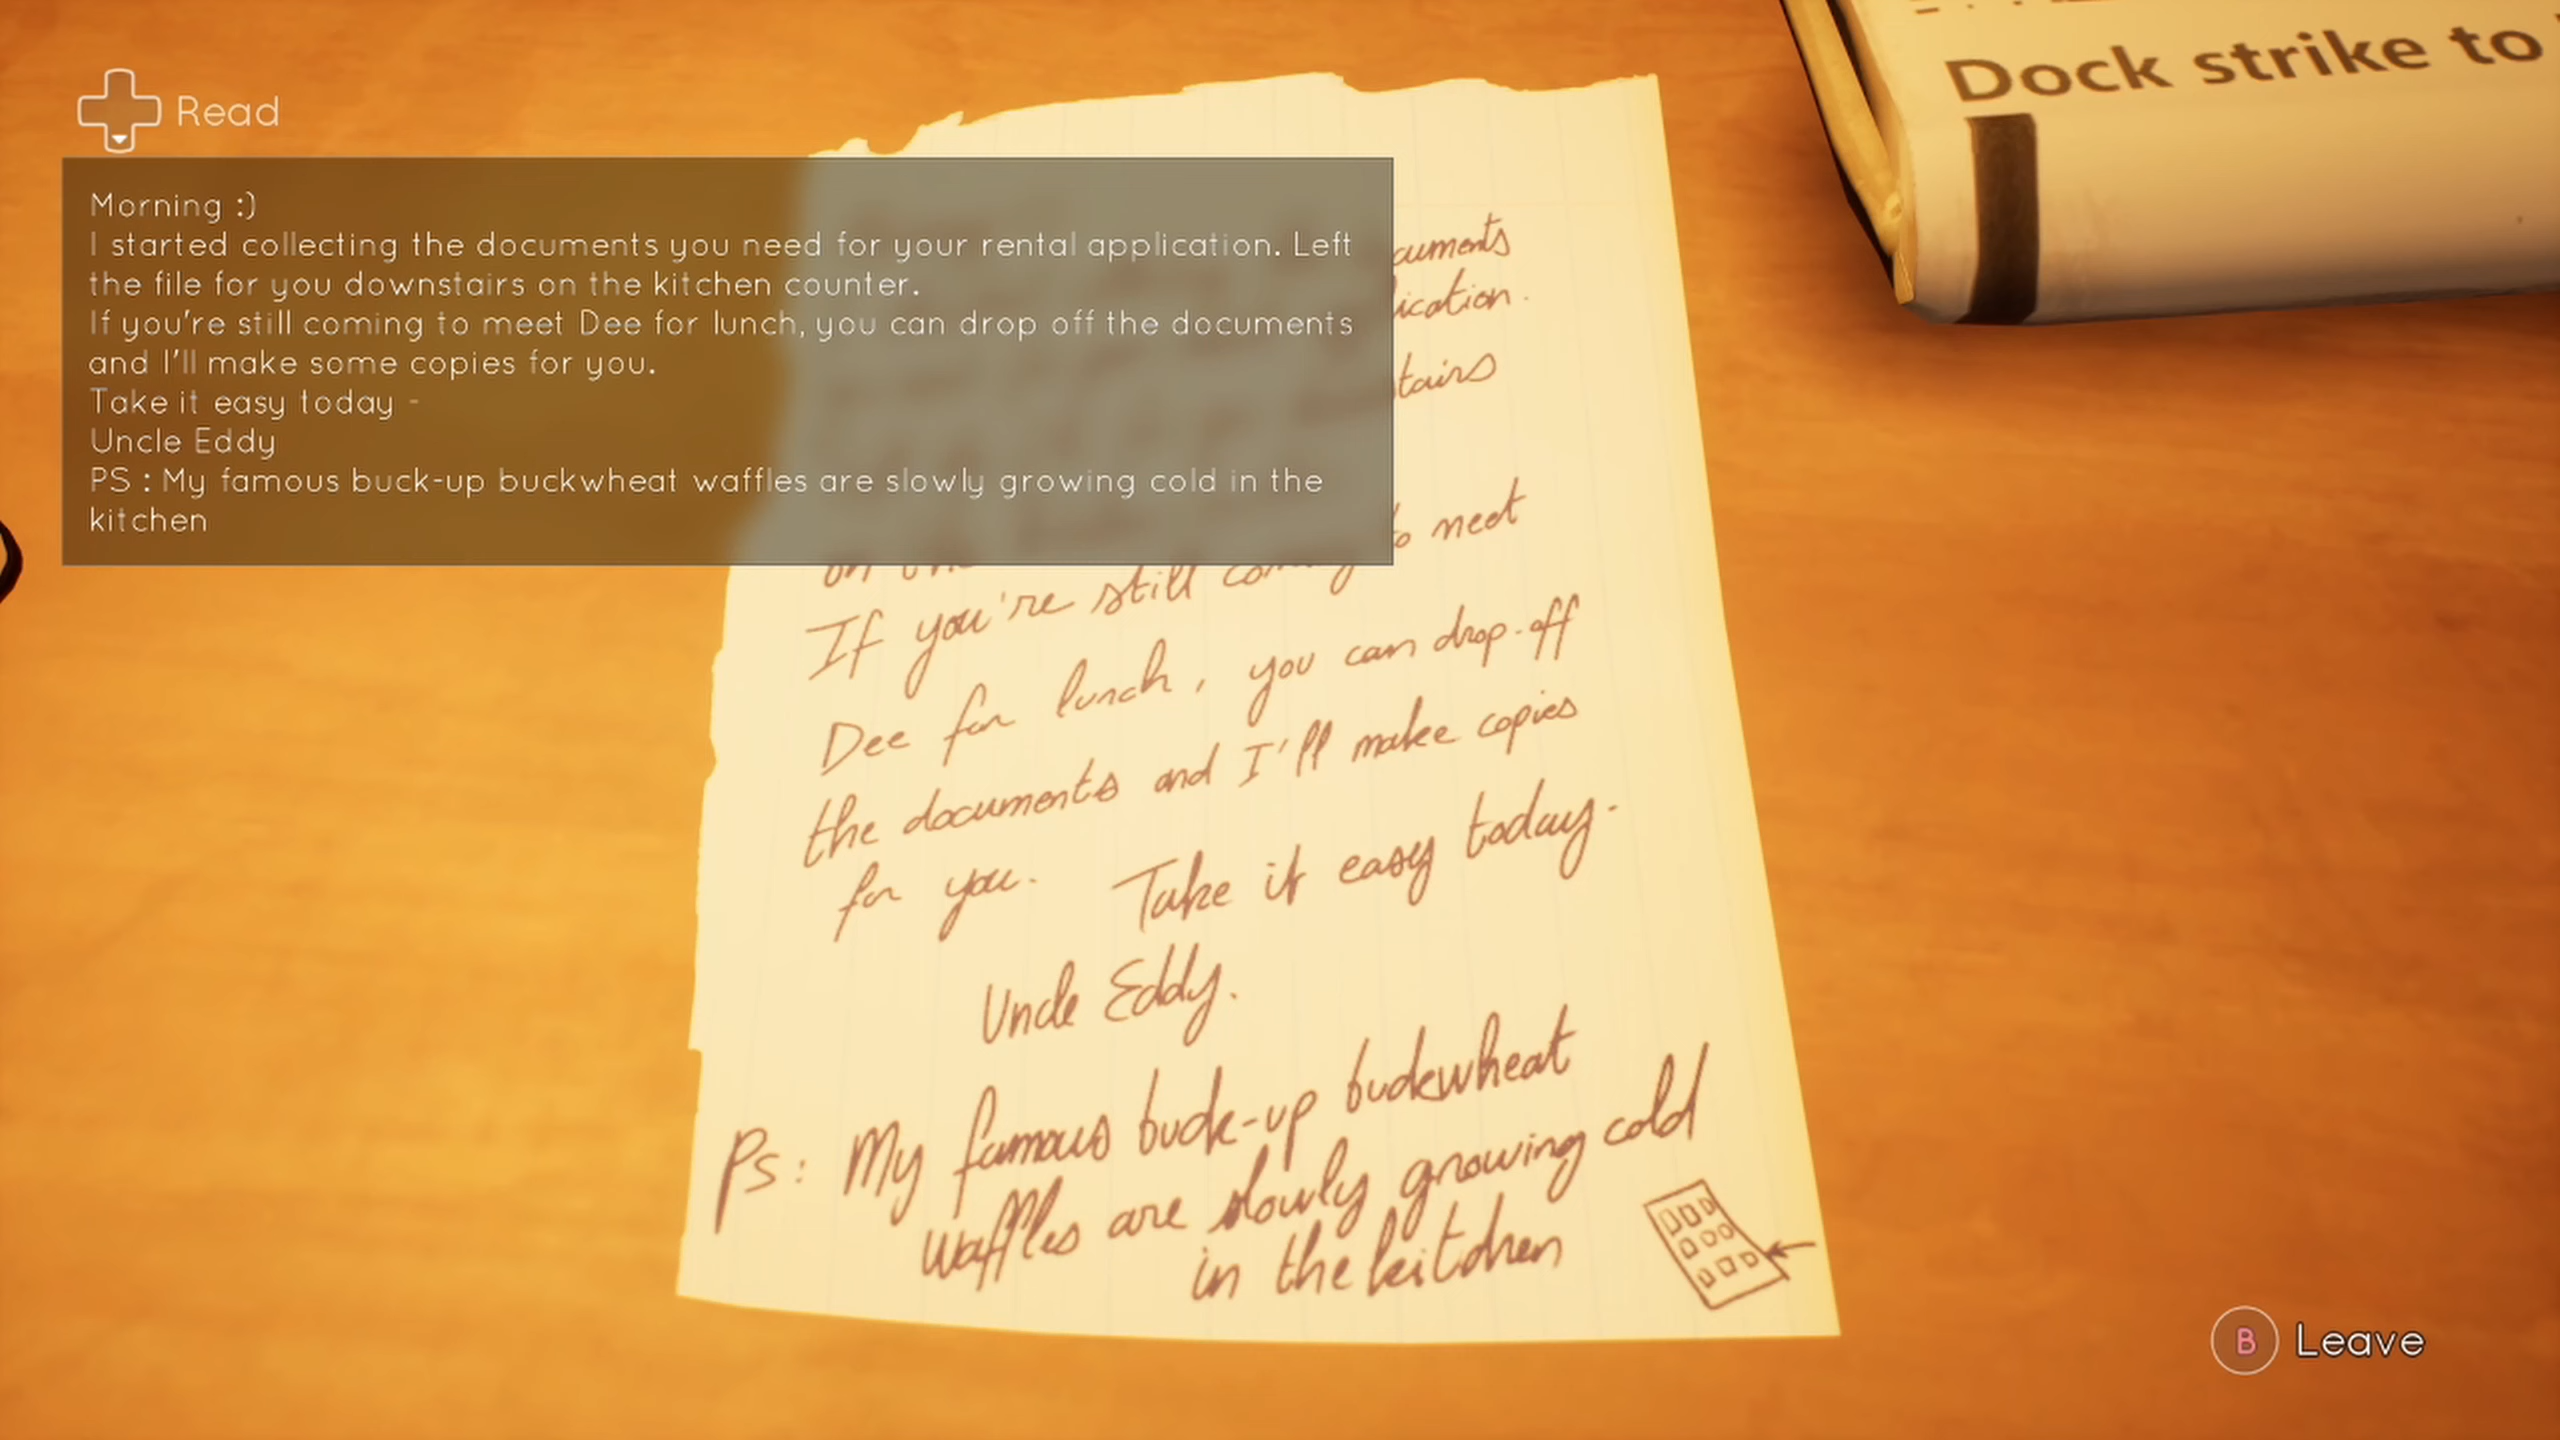 Read
Morning :)
I started collecting the documents you need for your rental application. Left
the file for you downstairs on the kitchen counter.
If you're still coming to meet Dee for lunch, you can drop off the documents
and I'll make some copies for you.
Take it easy today -
Uncle Eddy
PS : My famous buck-up buckwheat waffles are slowly growing cold in the
kitchen
Dock strike to
cuments
lication.
tairs
to meet
If you're still
Dee for lunch, you can drop-off
the documents and I'll make copies
for you. Take it easy today.
Uncle Eddy.
Ps: My famous buck-up buckwheat
waffles are slowly growing cold
in the kitchen
B Leave